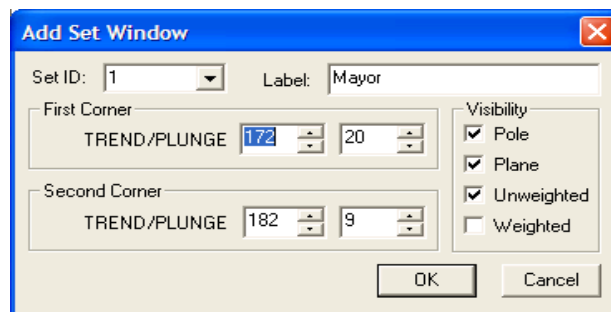 Add Set Window
Set ID: 1 Label: Mayor
First Corner
TREND/PLUNGE 172 20
Second Corner
TREND/PLUNGE 182 9
Visibility
Pole
Plane
Unweighted
Weighted
OK Cancel